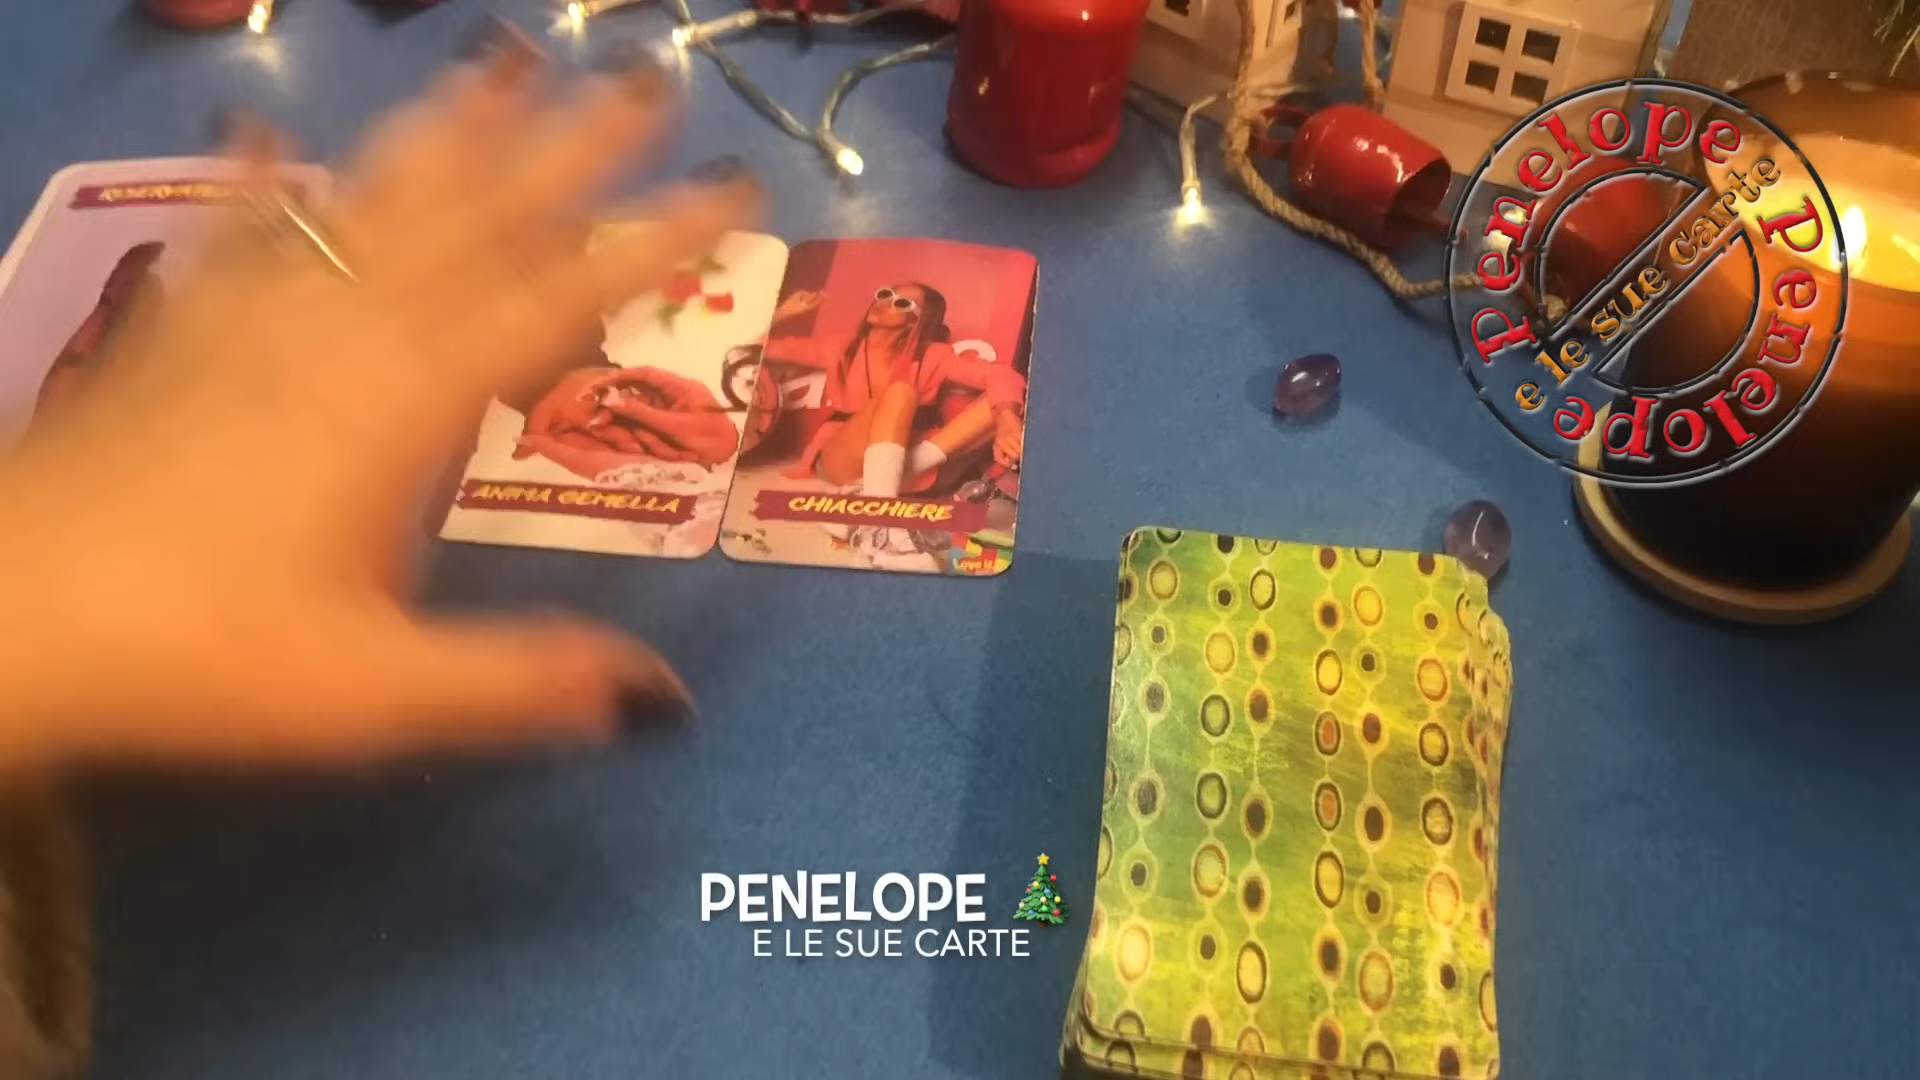 ANIMA GEMELLA
CHIACCHIERE
Penelope Penelope
e le sue carte
PENELOPE
E LE SUE CARTE